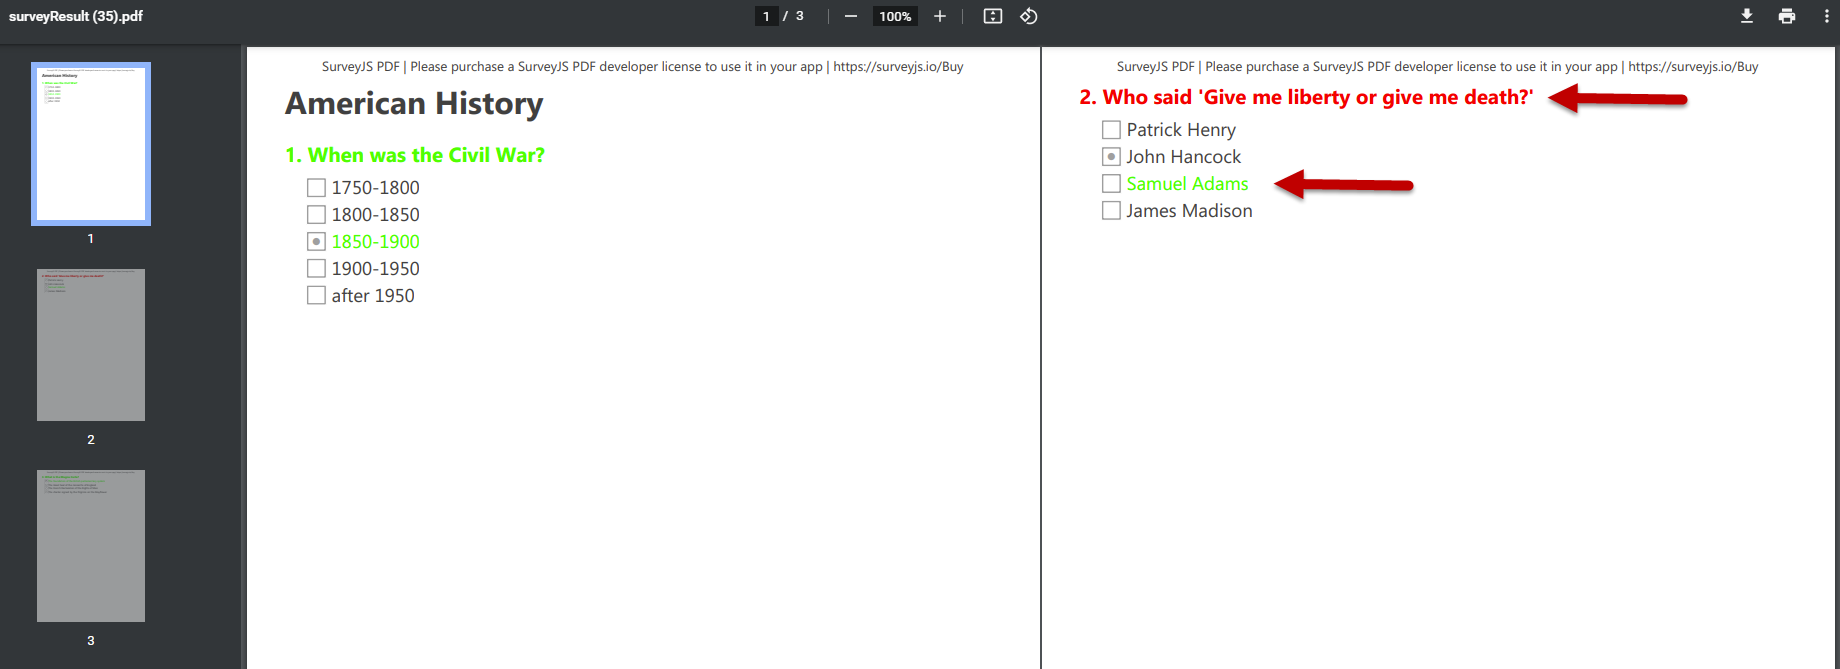 surveyResult (35).pdf
1 / 3
100%
1
2
3
SurveyJS PDF | Please purchase a SurveyJS PDF developer license to use it in your app | https://surveyjs.io/Buy
American History
1. When was the Civil War?
1750-1800
1800-1850
1850-1900
1900-1950
after 1950
SurveyJS PDF | Please purchase a SurveyJS PDF developer license to use it in your app | https://surveyjs.io/Buy
2. Who said 'Give me liberty or give me death?'
Patrick Henry
John Hancock
Samuel Adams
James Madison